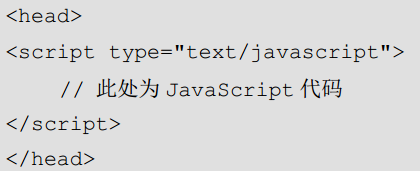 <head>
<script type="text/javascript">
// 此处为 JavaScript 代码
</script>
</head>